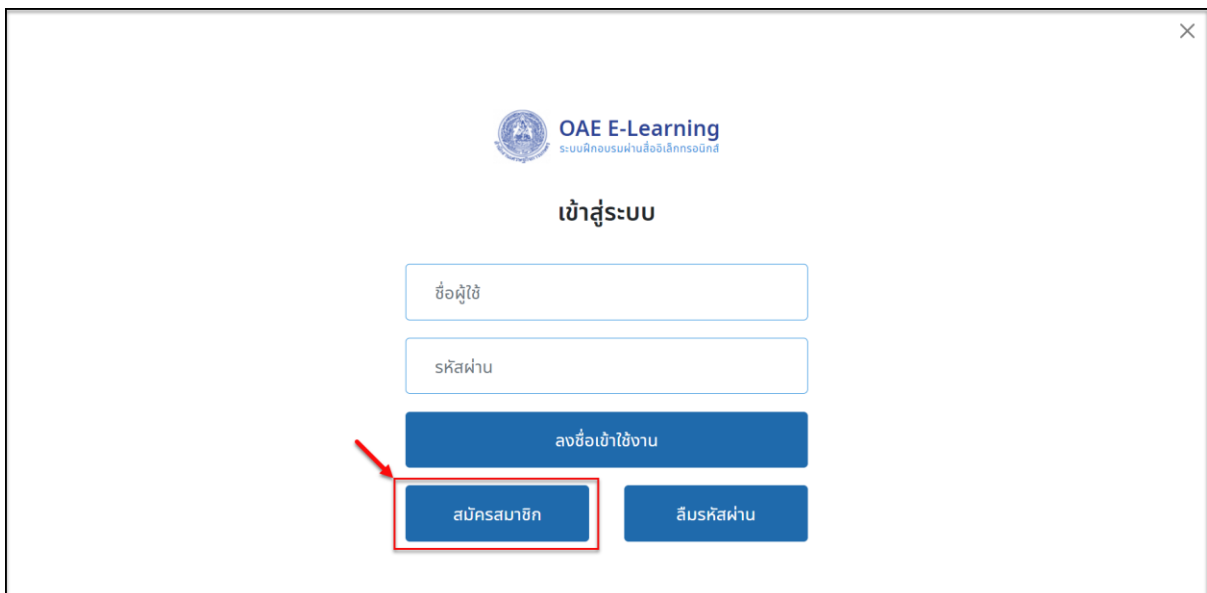 OAE E-Learning
ระบบฝึกอบรมผ่านสื่ออิเล็กทรอนิกส์
เข้าสู่ระบบ
ชื่อผู้ใช้
รหัสผ่าน
ลงชื่อเข้าใช้งาน
สมัครสมาชิก
ลืมรหัสผ่าน